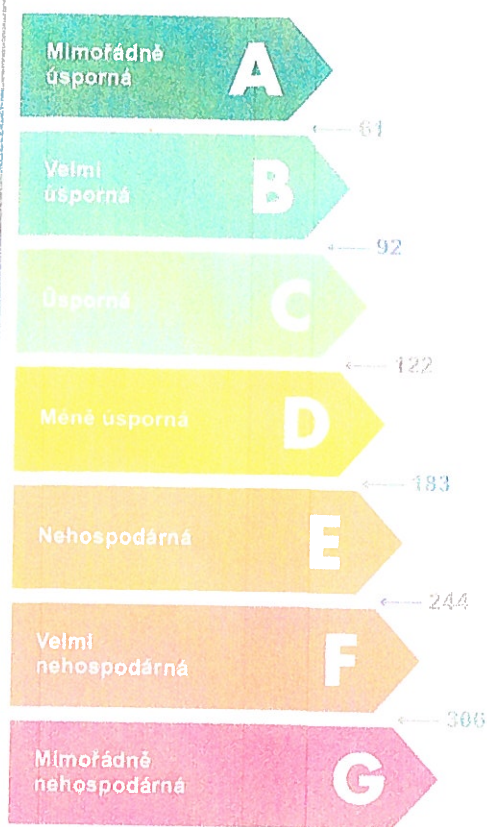 Mimořádně
úsporná
A
61
Velmi
úsporná
B
92
Úsporná
C
122
Méně úsporná
D
183
Nehospodárná
E
244
Velmi
nehospodárná
F
306
Mimořádně
nehospodárná
G